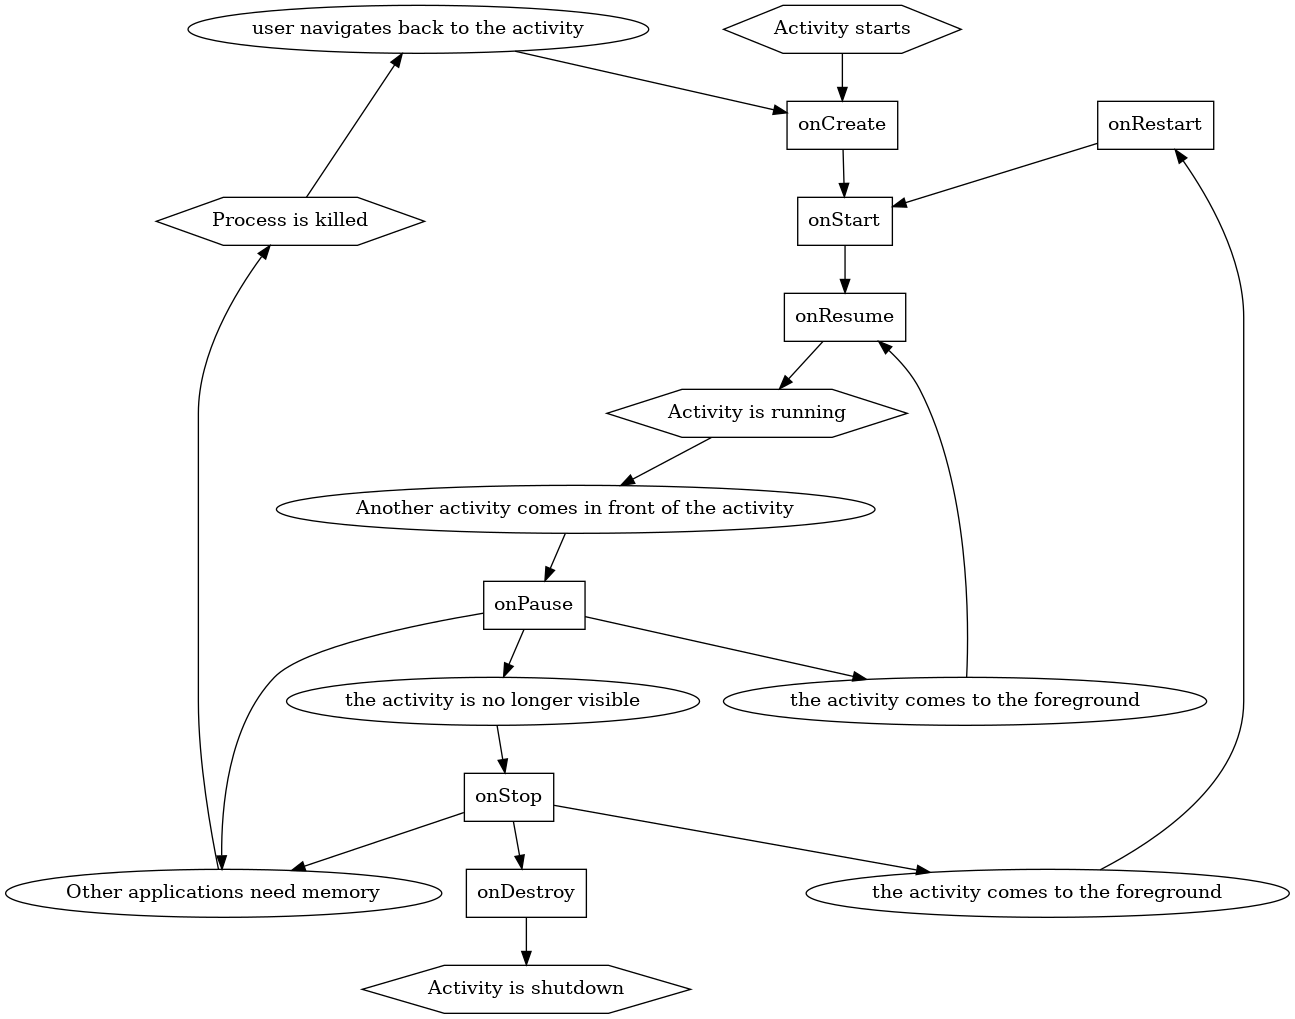 user navigates back to the activity
Activity starts
onCreate
onRestart
Process is killed
onStart
onResume
Activity is running
Another activity comes in front of the activity
onPause
the activity is no longer visible
the activity comes to the foreground
onStop
Other applications need memory
onDestroy
the activity comes to the foreground
Activity is shutdown